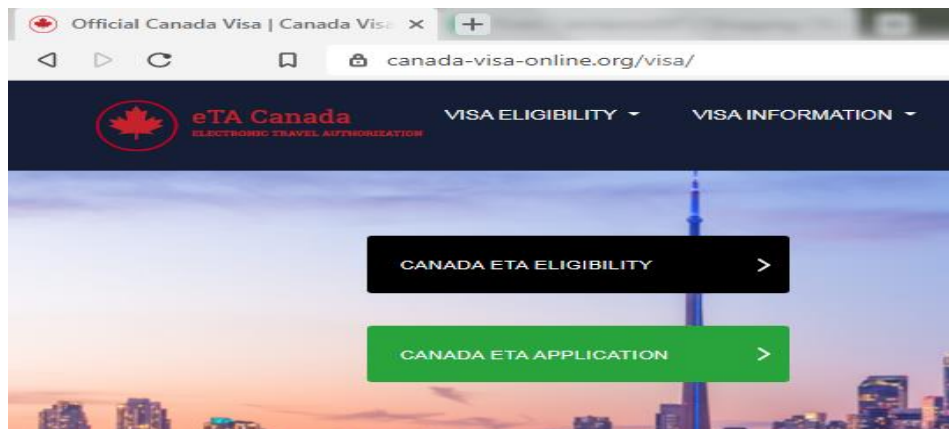 Official Canada Visa | Canada Vis
canada-visa-online.org/visa/
eTA Canada
ELECTRONIC TRAVEL AUTHORIZATION
VISA ELIGIBILITY
VISA INFORMATION
CANADA ETA ELIGIBILITY
CANADA ETA APPLICATION